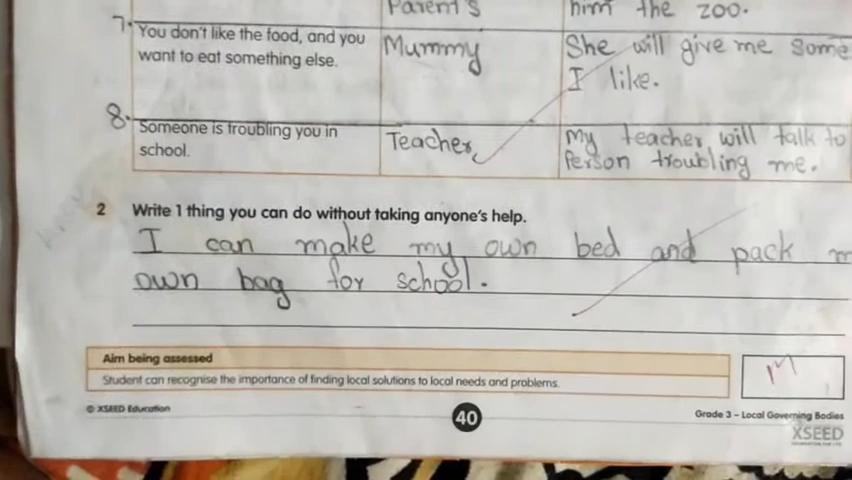 Parent's him the zoo.
7. You don't like the food, and you Mummy She will give me some
want to eat something else. I like.
8. Someone is troubling you in Teacher My teacher will talk to
school. Person troubling me.
2 Write 1 thing you can do without taking anyone's help.
I can make my own bed and pack m
own bag for school.
Aim being assessed
Student can recognise the importance of finding local solutions to local needs and problems.
M
© XSEED Education 40 Grade 3 – Local Governing Bodies
XSEED